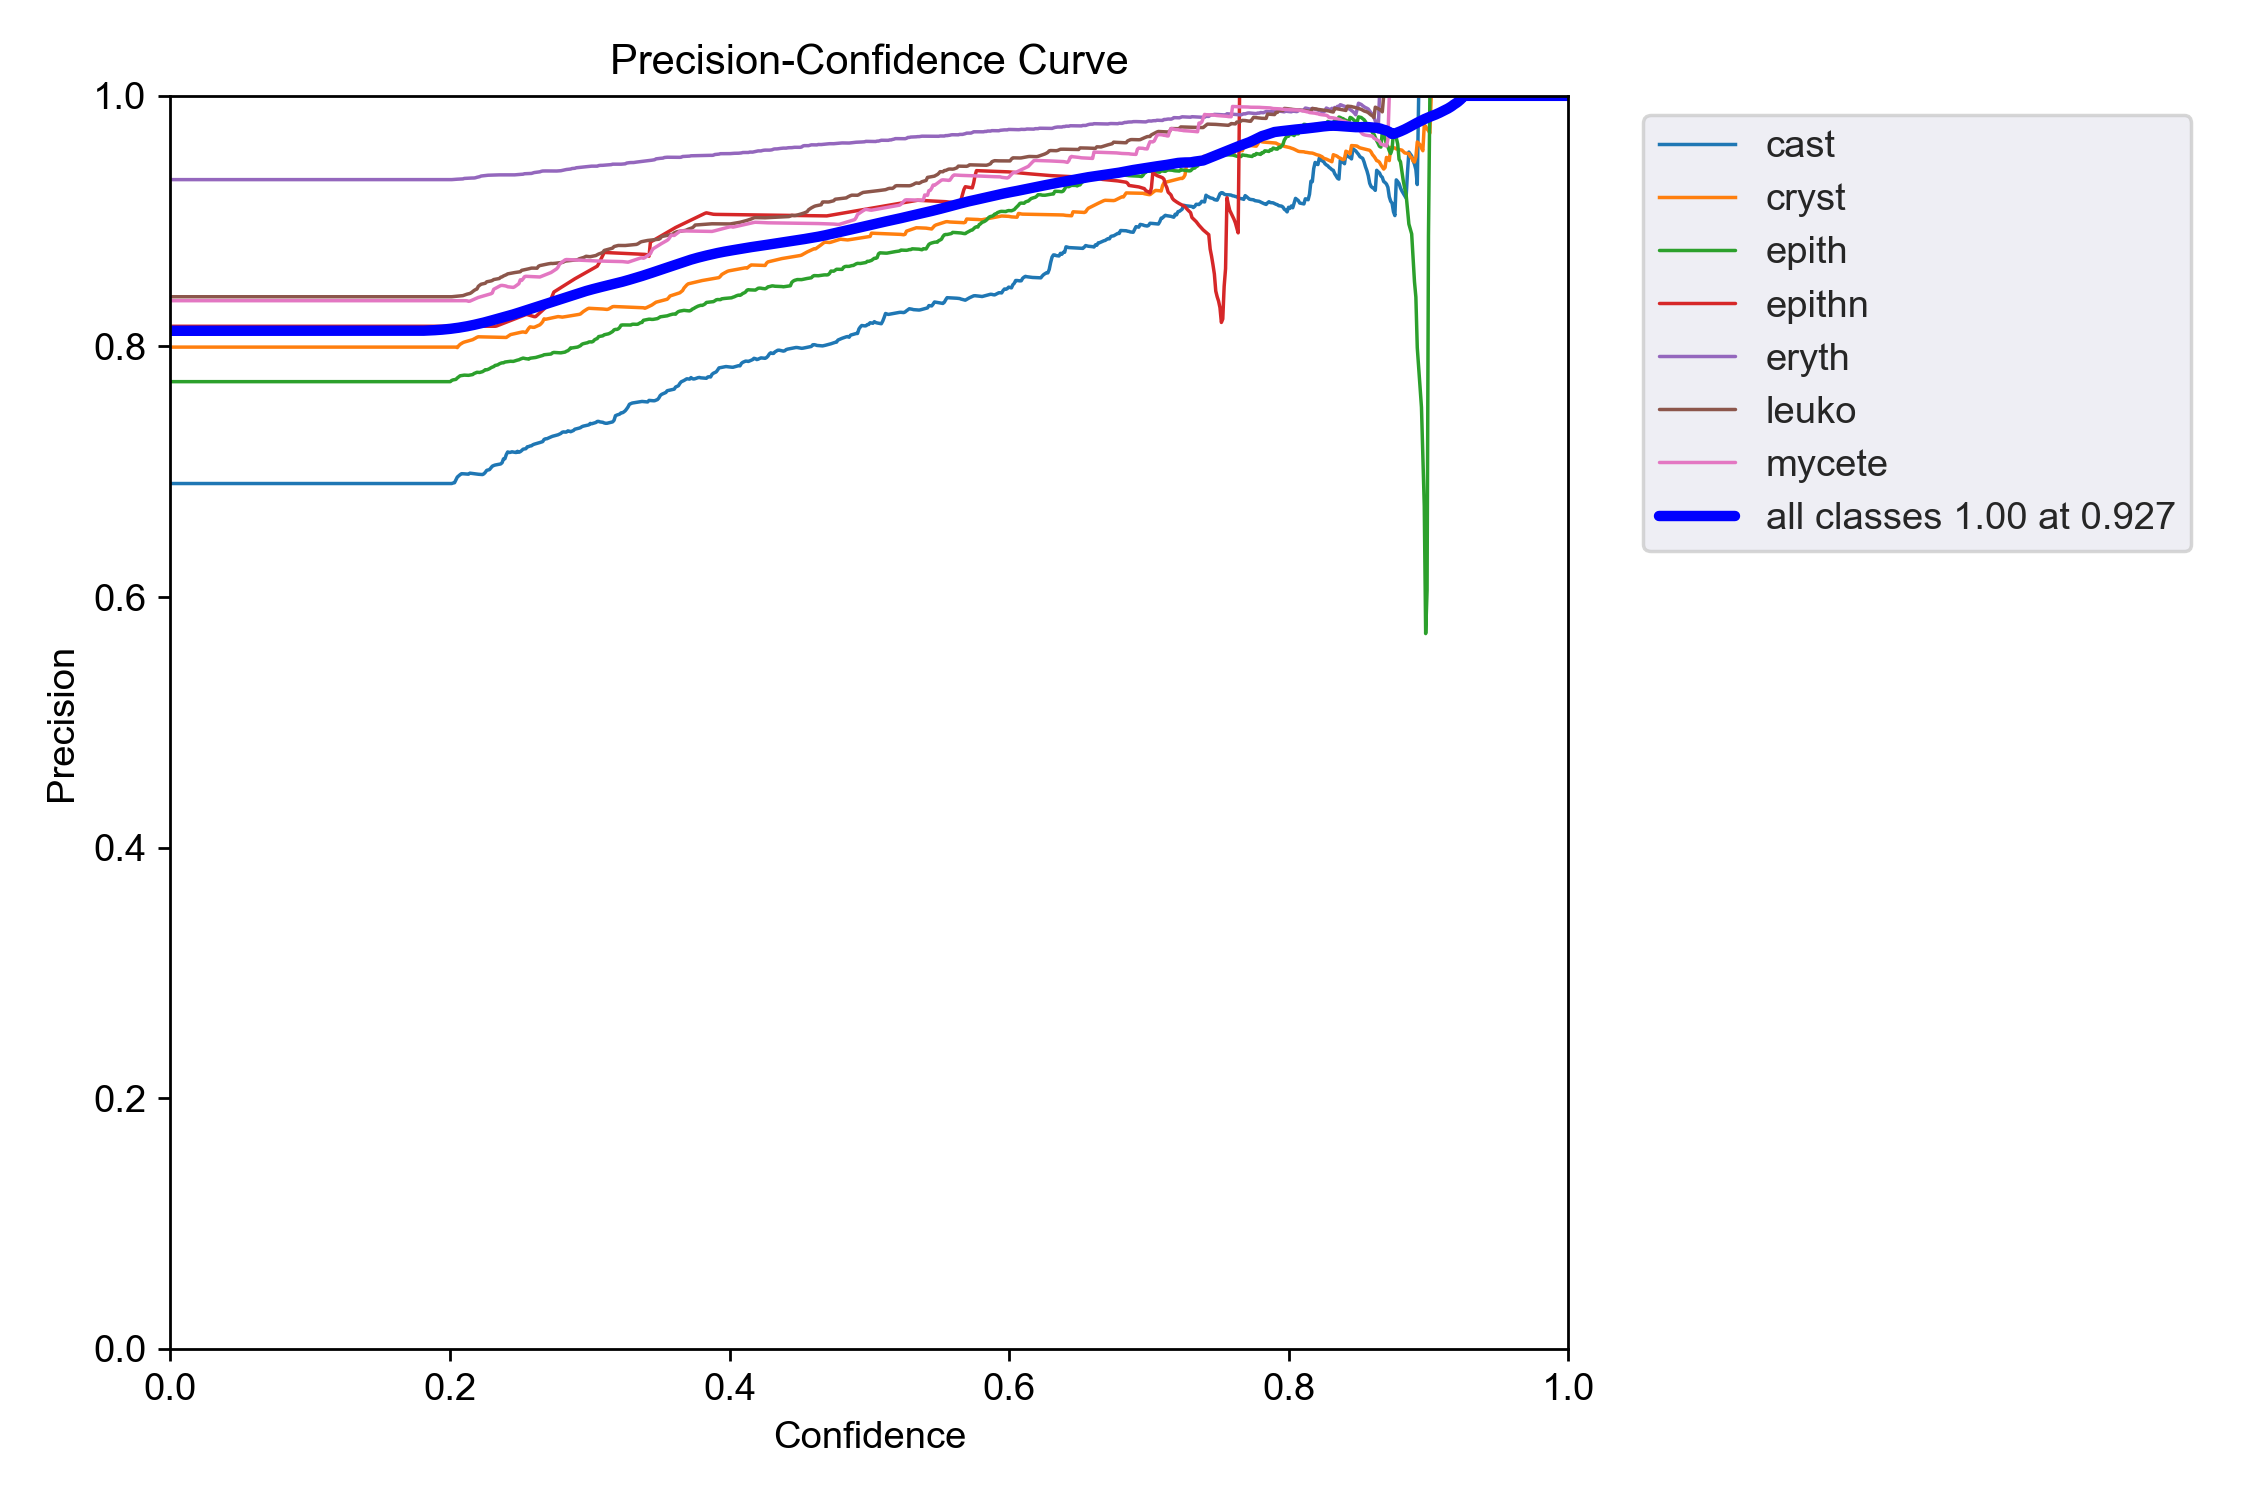 Precision-Confidence Curve
1.0
0.8
0.6
0.4
0.2
0.0
Precision
0.0 0.2 0.4 0.6 0.8 1.0
Confidence
cast
cryst
epith
epithn
eryth
leuko
mycete
all classes 1.00 at 0.927